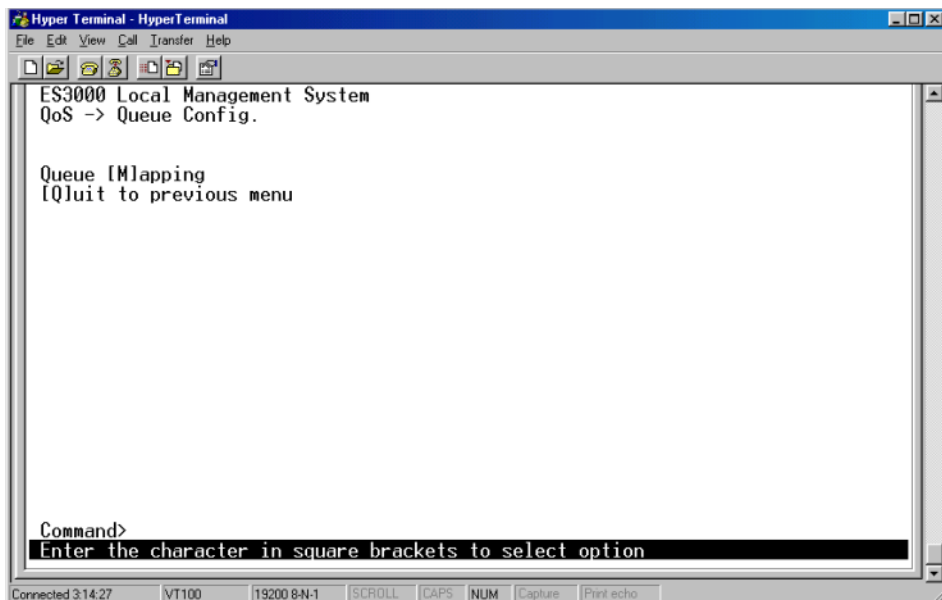 Hyper Terminal - HyperTerminal
File Edit View Call Transfer Help
ES3000 Local Management System
QoS -> Queue Config.
Queue [M]apping
[Q]uit to previous menu
Command>
Enter the character in square brackets to select option
Connected 3:14:27 VT100 19200 8-N-1 SCROLL CAPS NUM Capture Print echo